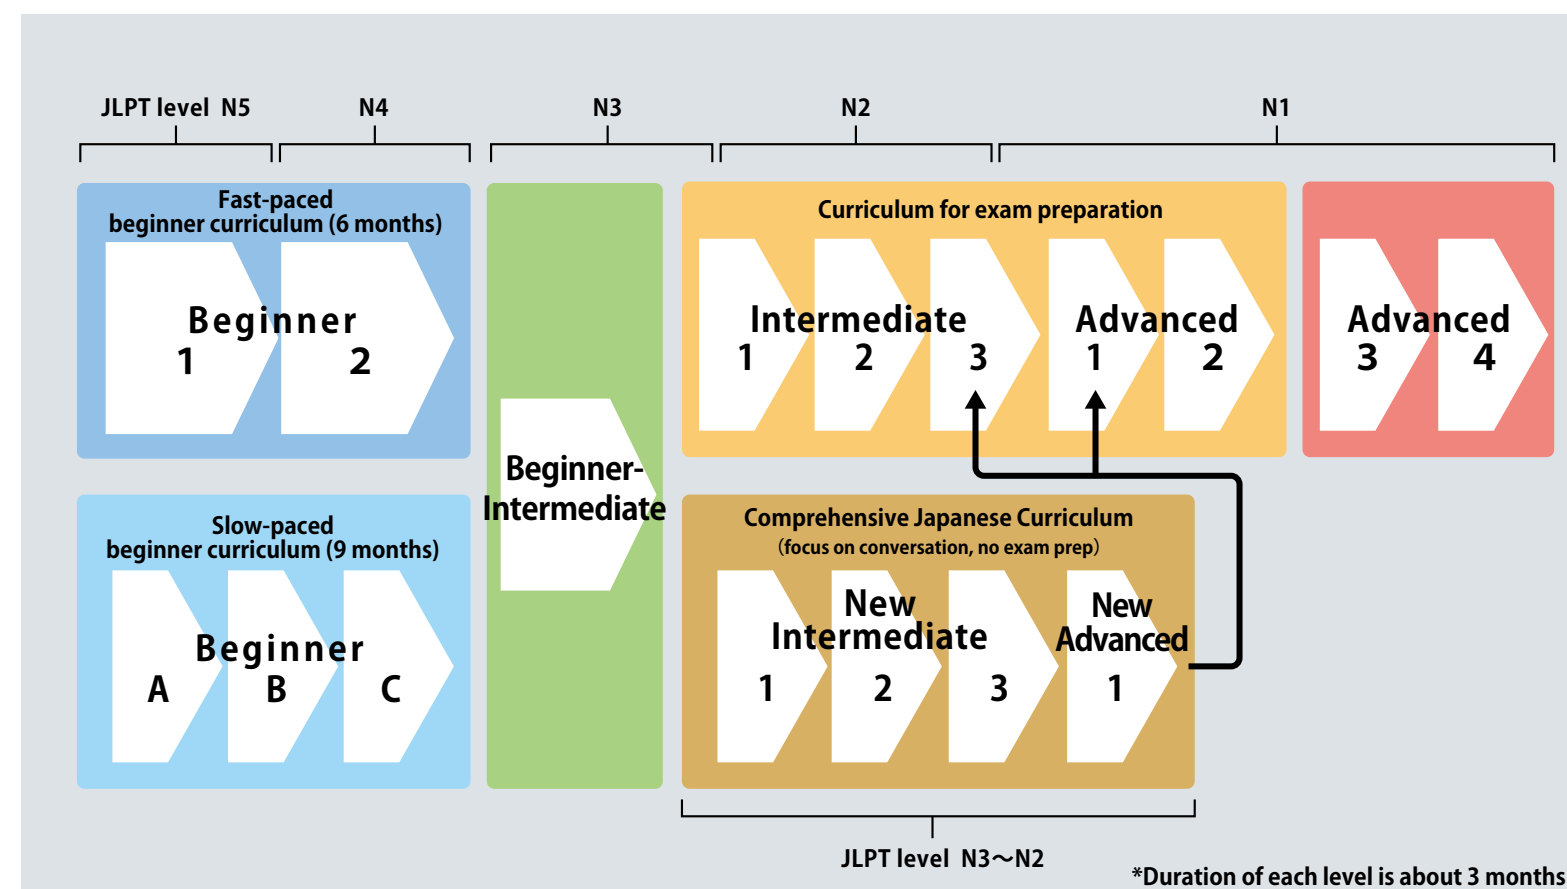 JLPT level N5
N4
N3
N2
N1
Fast-paced
beginner curriculum (6 months)
Beginner
1
2
Slow-paced
beginner curriculum (9 months)
Beginner
A
B
C
Beginner-
Intermediate
Curriculum for exam preparation
Intermediate
1
2
3
Advanced
1
2
Advanced
3
4
Comprehensive Japanese Curriculum
（focus on conversation, no exam prep）
New
Intermediate
1
2
3
New
Advanced
1
JLPT level N3〜N2
*Duration of each level is about 3 months